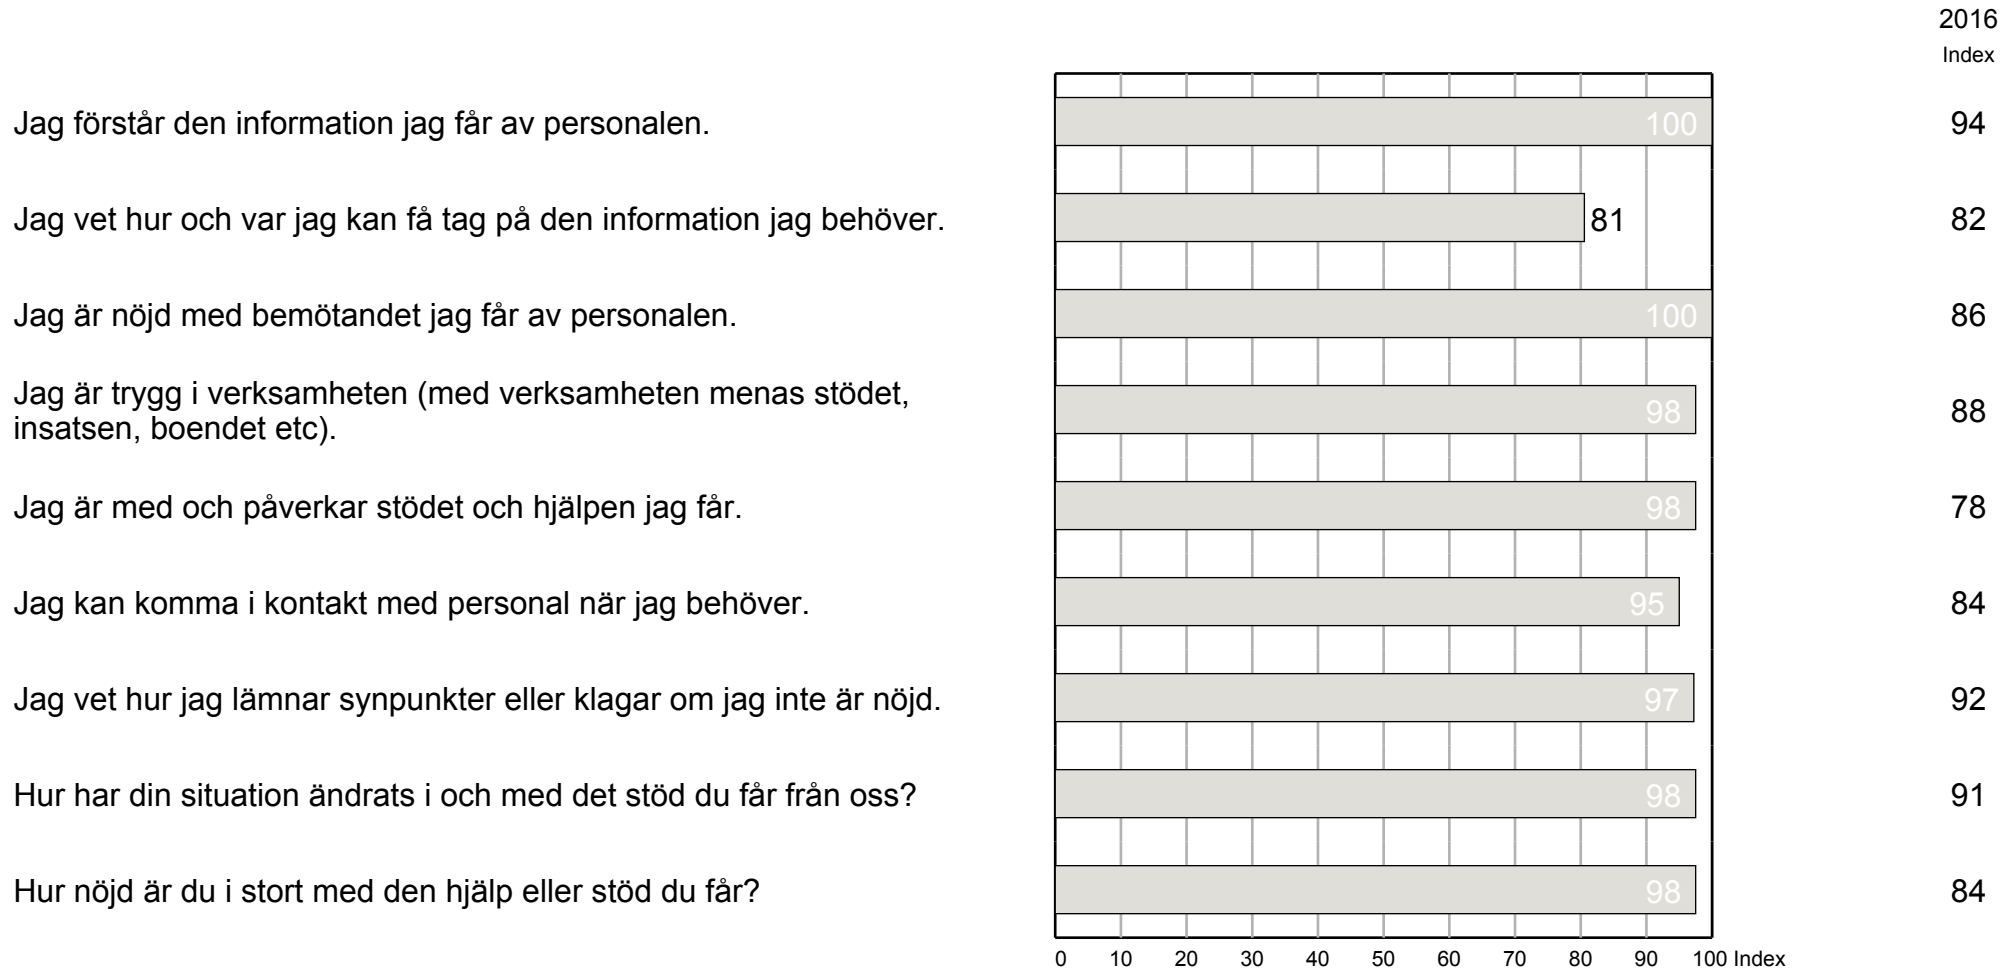 2016
Index
Jag förstår den information jag får av personalen. 100 94
Jag vet hur och var jag kan få tag på den information jag behöver. 81 82
Jag är nöjd med bemötandet jag får av personalen. 100 86
Jag är trygg i verksamheten (med verksamheten menas stödet,
insatsen, boendet etc). 98 88
Jag är med och påverkar stödet och hjälpen jag får. 98 78
Jag kan komma i kontakt med personal när jag behöver. 95 84
Jag vet hur jag lämnar synpunkter eller klagar om jag inte är nöjd. 97 92
Hur har din situation ändrats i och med det stöd du får från oss? 98 91
Hur nöjd är du i stort med den hjälp eller stöd du får? 98 84
0 10 20 30 40 50 60 70 80 90 100 Index